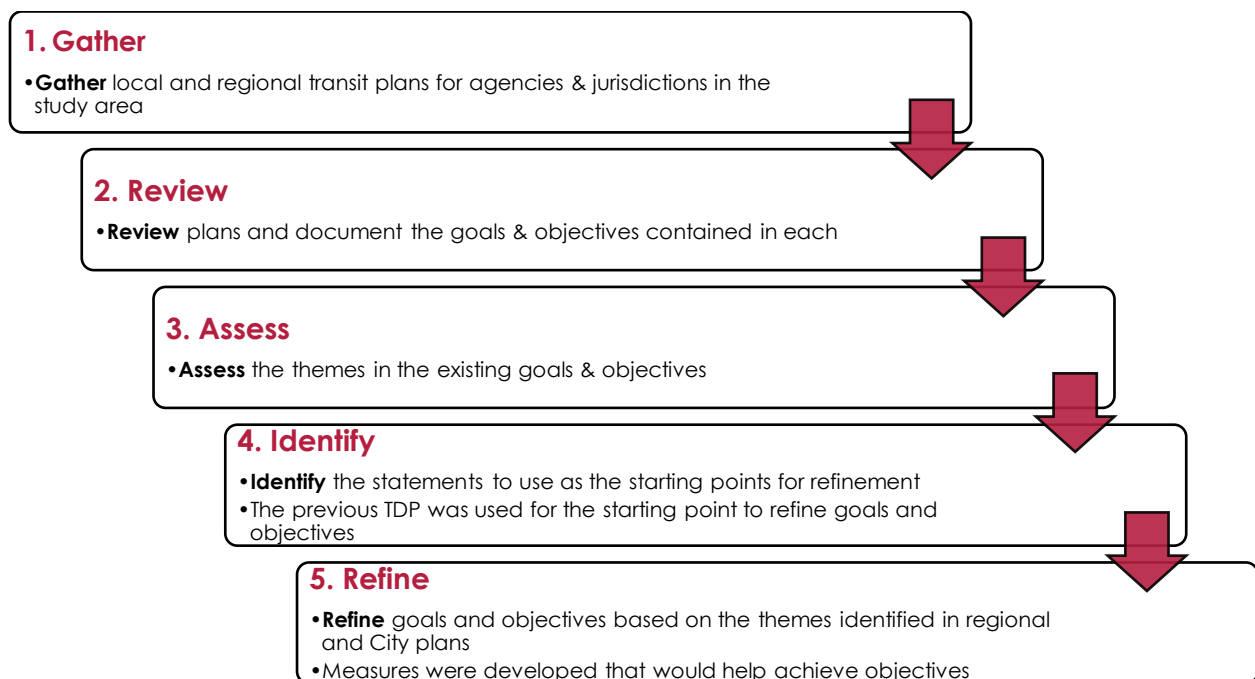 1. Gather
•Gather local and regional transit plans for agencies & jurisdictions in the
study area
2. Review
•Review plans and document the goals & objectives contained in each
3. Assess
•Assess the themes in the existing goals & objectives
4. Identify
•Identify the statements to use as the starting points for refinement
•The previous TDP was used for the starting point to refine goals and
objectives
5. Refine
•Refine goals and objectives based on the themes identified in regional
and City plans
•Measures were developed that would help achieve objectives